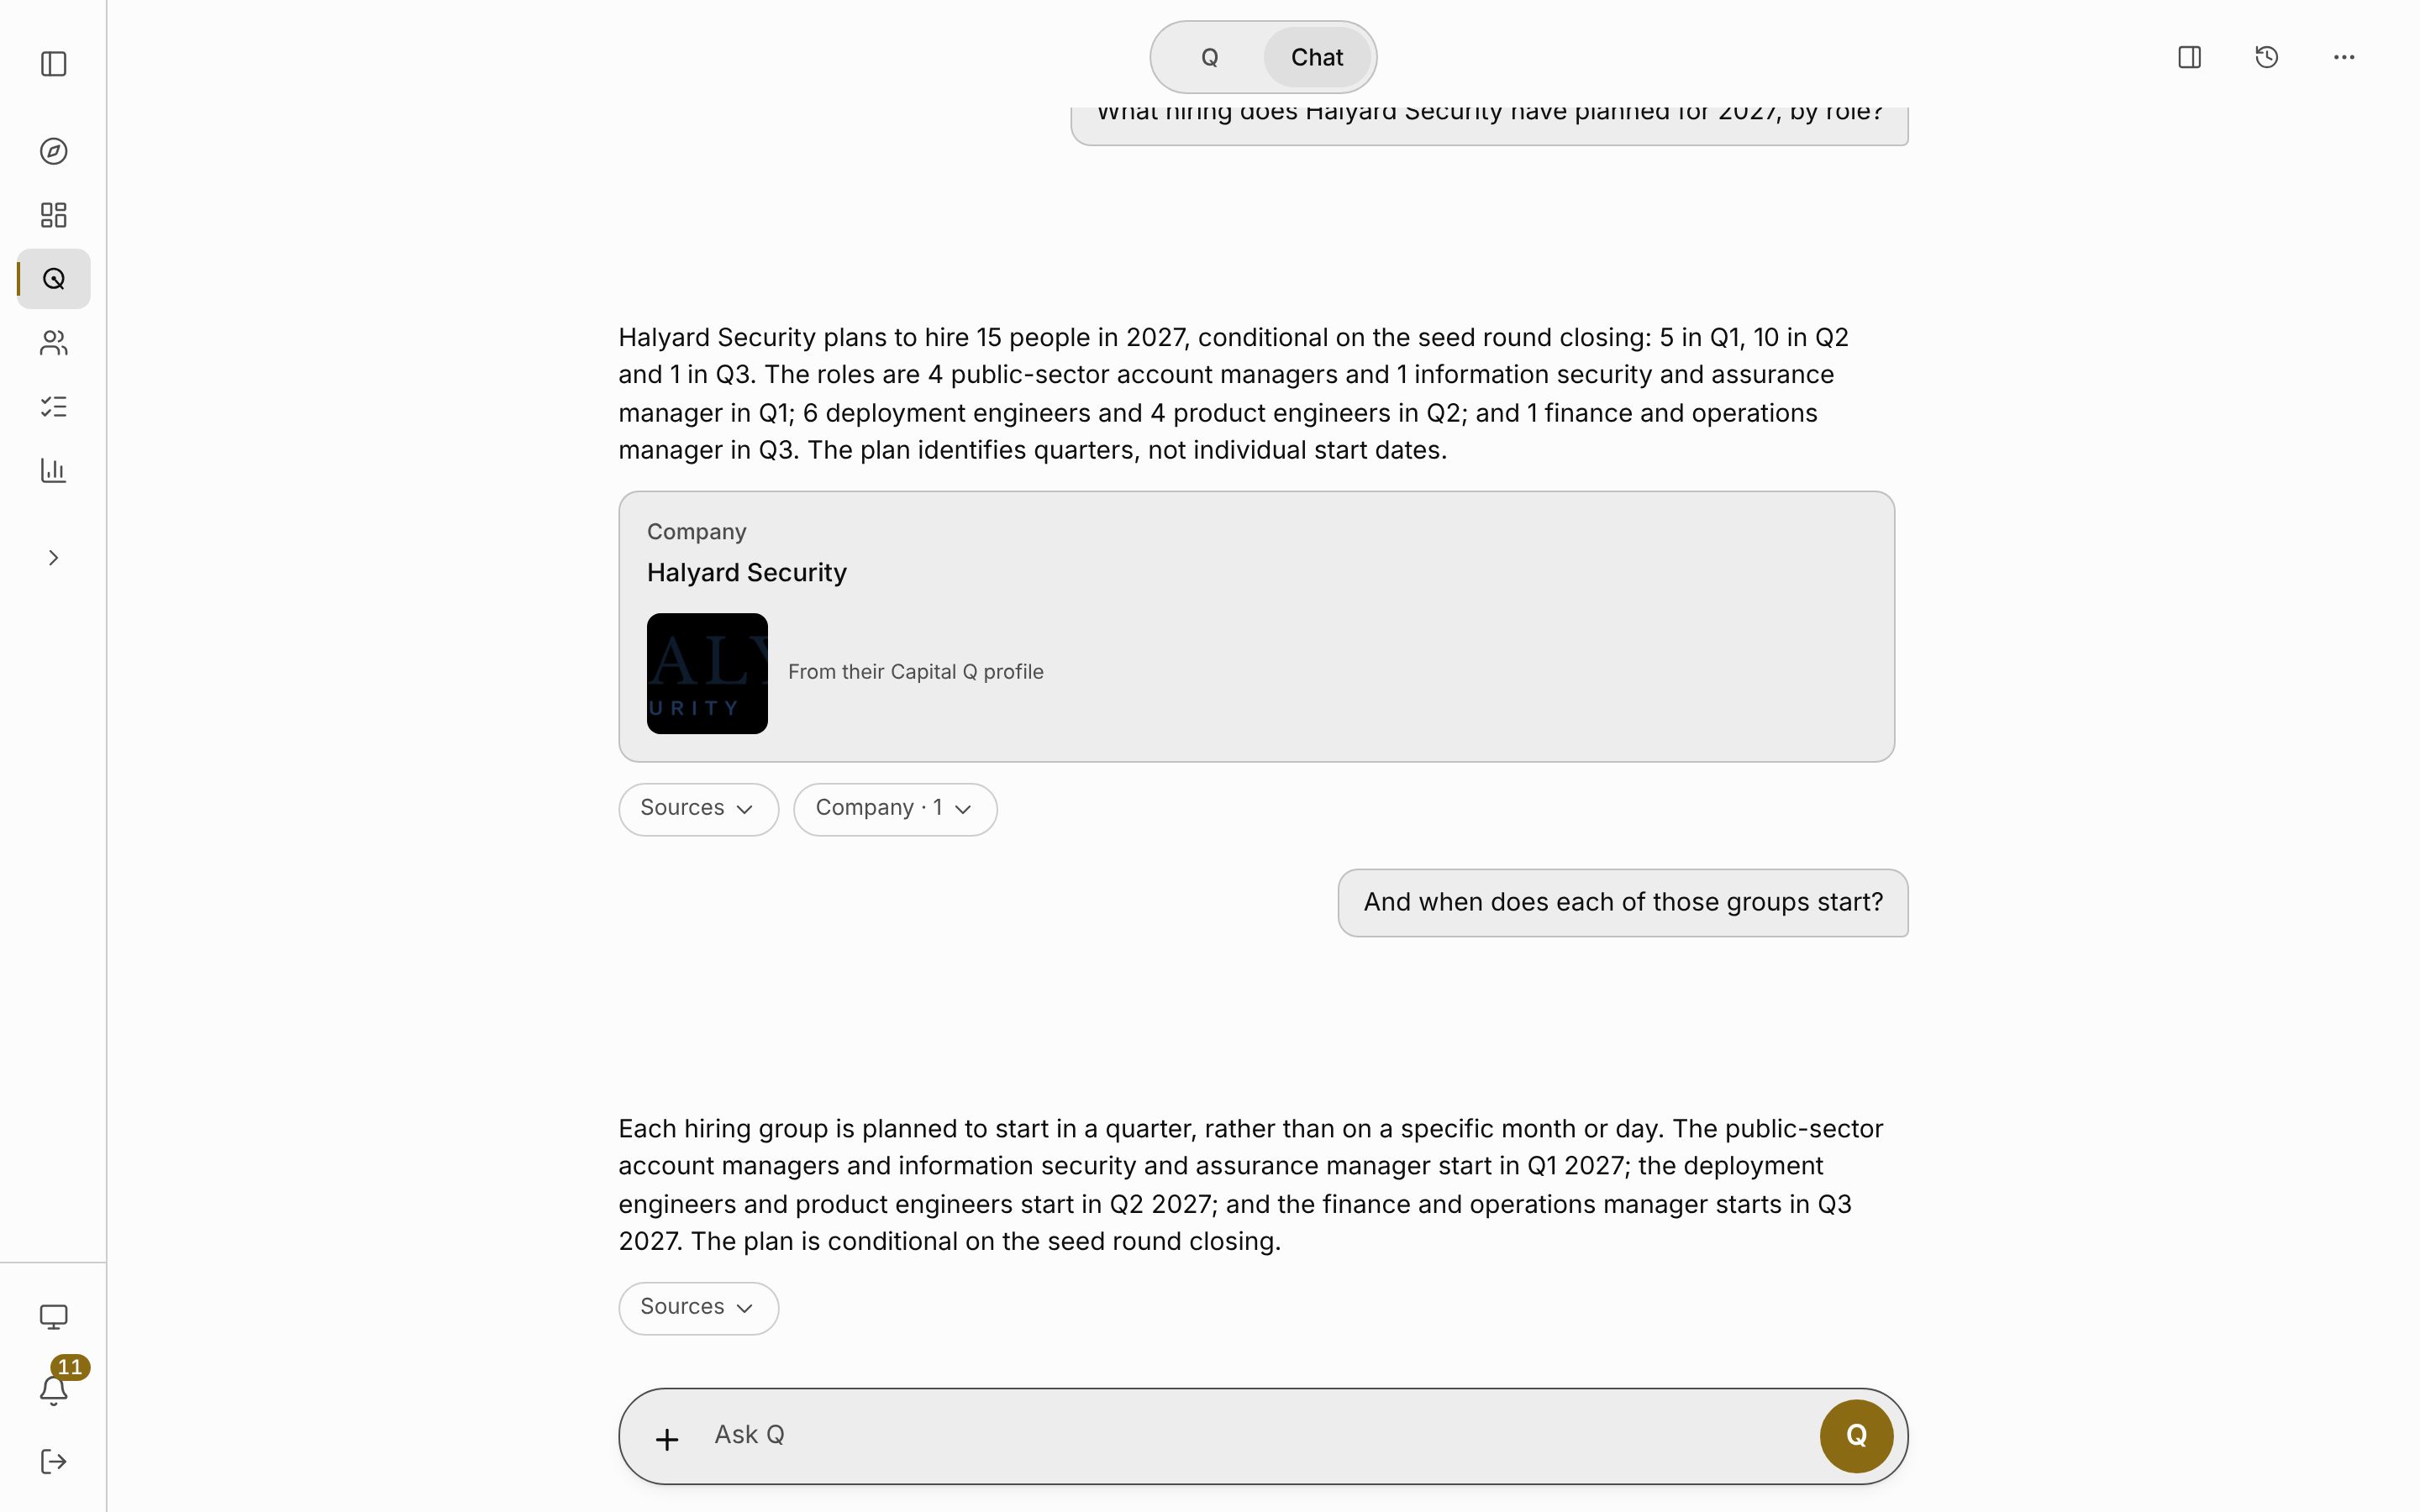 Q
Chat
What hiring does Halyard Security have planned for 2027, by role?
Halyard Security plans to hire 15 people in 2027, conditional on the seed round closing: 5 in Q1, 10 in Q2
and 1 in Q3. The roles are 4 public-sector account managers and 1 information security and assurance
manager in Q1; 6 deployment engineers and 4 product engineers in Q2; and 1 finance and operations
manager in Q3. The plan identifies quarters, not individual start dates.
Company
Halyard Security
ALY
URITY
From their Capital Q profile
Sources
Company · 1
And when does each of those groups start?
Each hiring group is planned to start in a quarter, rather than on a specific month or day. The public-sector
account managers and information security and assurance manager start in Q1 2027; the deployment
engineers and product engineers start in Q2 2027; and the finance and operations manager starts in Q3
2027. The plan is conditional on the seed round closing.
Sources
11
Ask Q
Q